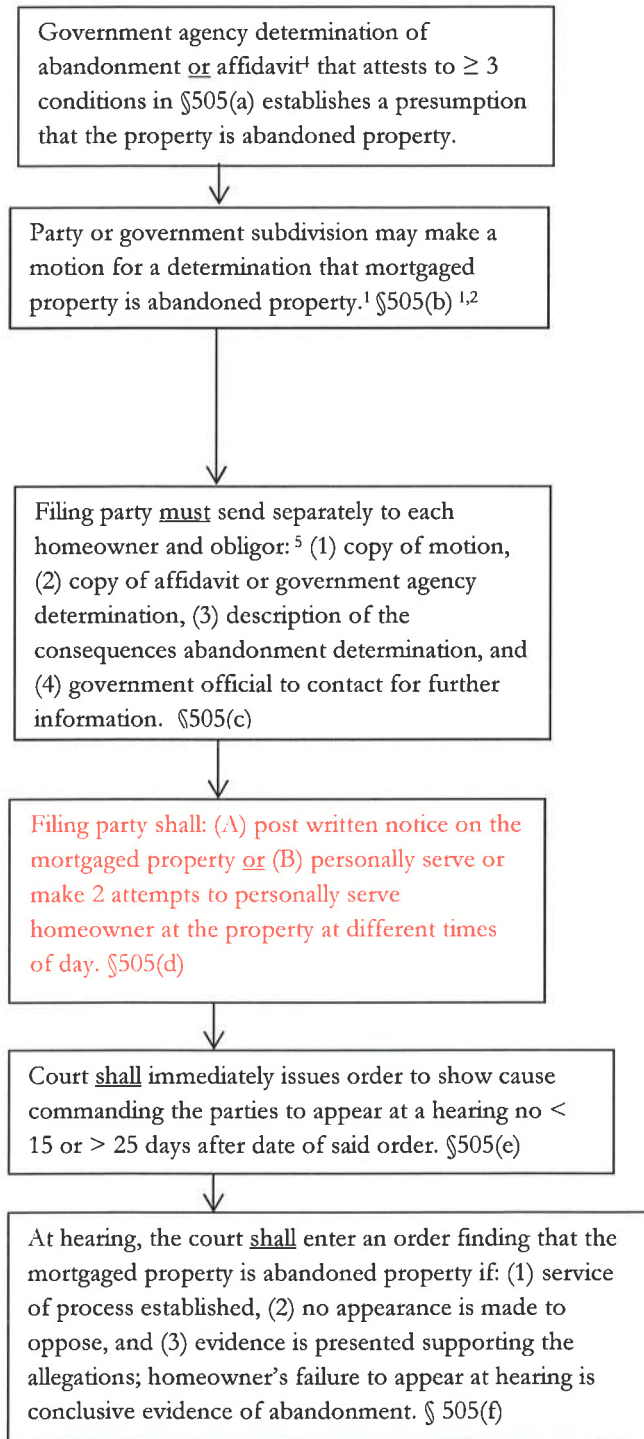 Government agency determination of
abandonment or affidavit⁴ that attests to ≥ 3
conditions in §505(a) establishes a presumption
that the property is abandoned property.
Party or government subdivision may make a
motion for a determination that mortgaged
property is abandoned property.¹ §505(b) ¹,²
Filing party must send separately to each
homeowner and obligor: ⁵ (1) copy of motion,
(2) copy of affidavit or government agency
determination, (3) description of the
consequences abandonment determination, and
(4) government official to contact for further
information. §505(c)
Filing party shall: (A) post written notice on the
mortgaged property or (B) personally serve or
make 2 attempts to personally serve
homeowner at the property at different times
of day. §505(d)
Court shall immediately issues order to show cause
commanding the parties to appear at a hearing no <
15 or > 25 days after date of said order. §505(e)
At hearing, the court shall enter an order finding that the
mortgaged property is abandoned property if: (1) service
of process established, (2) no appearance is made to
oppose, and (3) evidence is presented supporting the
allegations; homeowner's failure to appear at hearing is
conclusive evidence of abandonment. § 505(f)